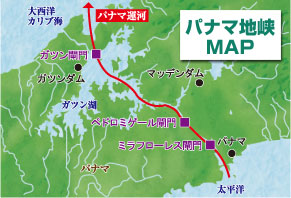 大西洋
カリブ海
パナマ運河
パナマ地峡
MAP
ガツン閘門
ガツンダム
マッデンダム
ガツン湖
ペドロミゲール閘門
ミラフローレス閘門
パナマ
パナマ
太平洋